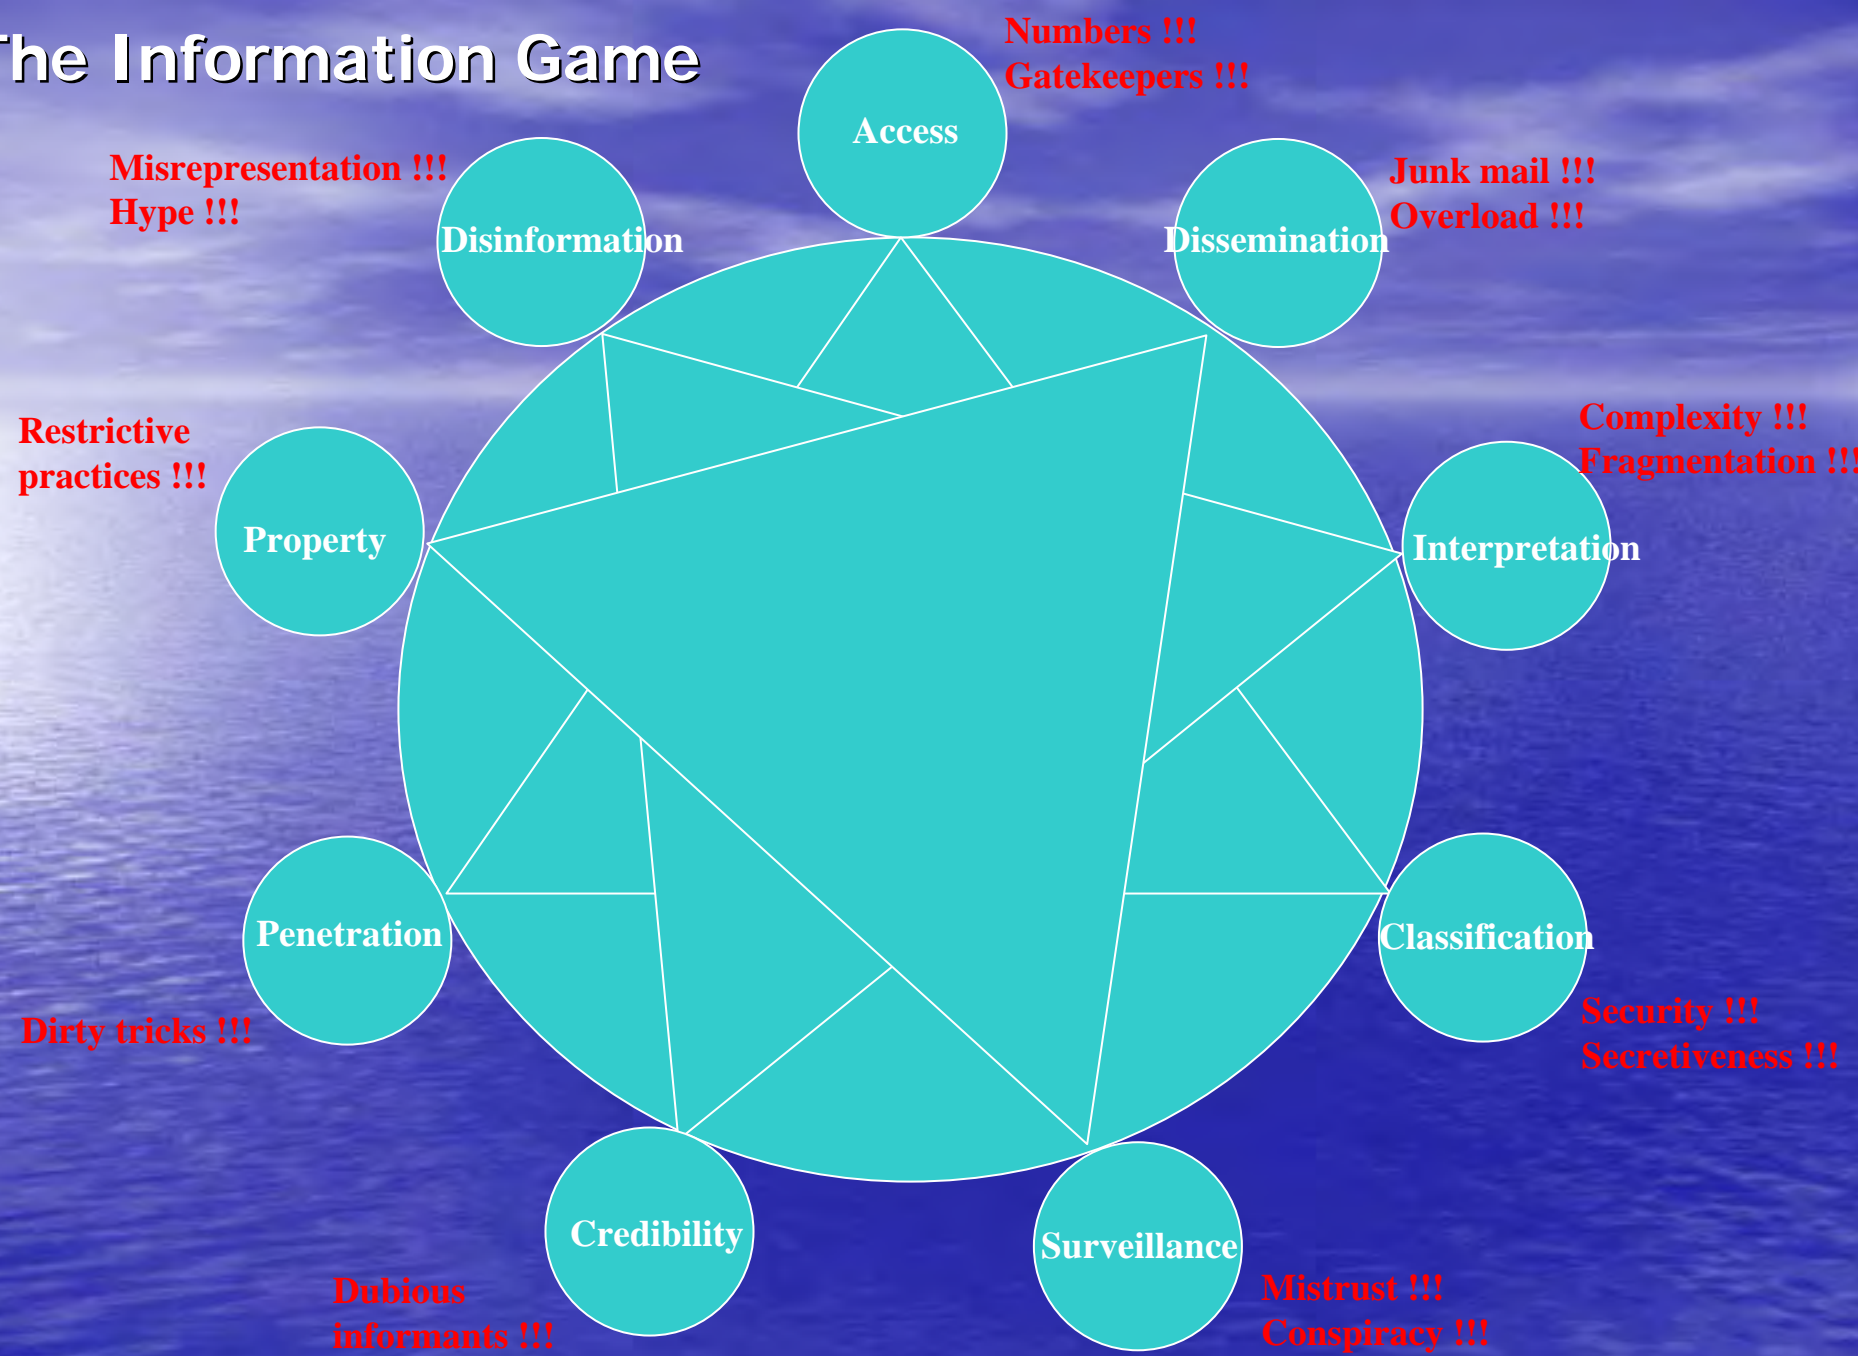 The Information Game
Numbers !!!
Gatekeepers !!!
Access
Misrepresentation !!!
Hype !!!
Disinformation
Junk mail !!!
Overload !!!
Dissemination
Restrictive
practices !!!
Property
Complexity !!!
Fragmentation !!!
Interpretation
Penetration
Dirty tricks !!!
Classification
Security !!!
Secretiveness !!!
Credibility
Dubious
informants !!!
Surveillance
Mistrust !!!
Conspiracy !!!